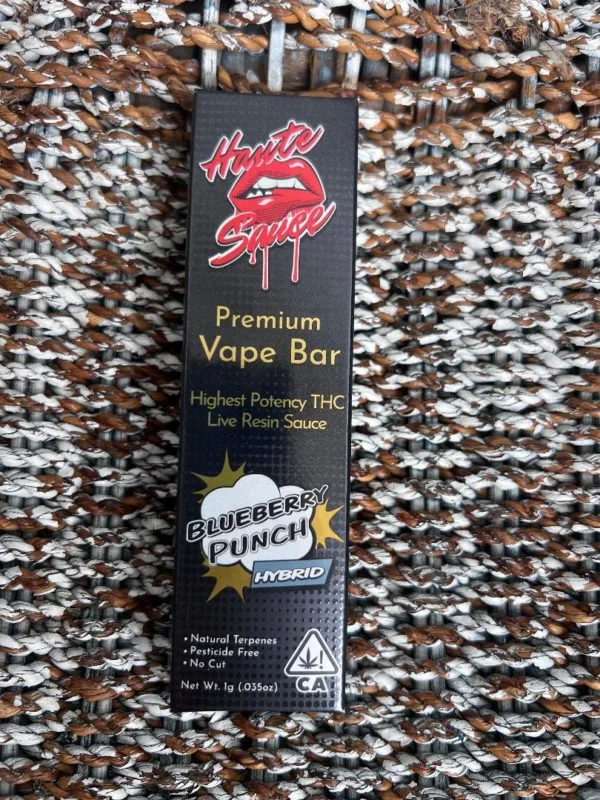 Haute
Sauce
Premium
Vape Bar
Highest Potency THC
Live Resin Sauce
BLUEBERRY
PUNCH
HYBRID
• Natural Terpenes
• Pesticide Free
• No Cut
Net Wt. 1g (.035oz)
!
CA